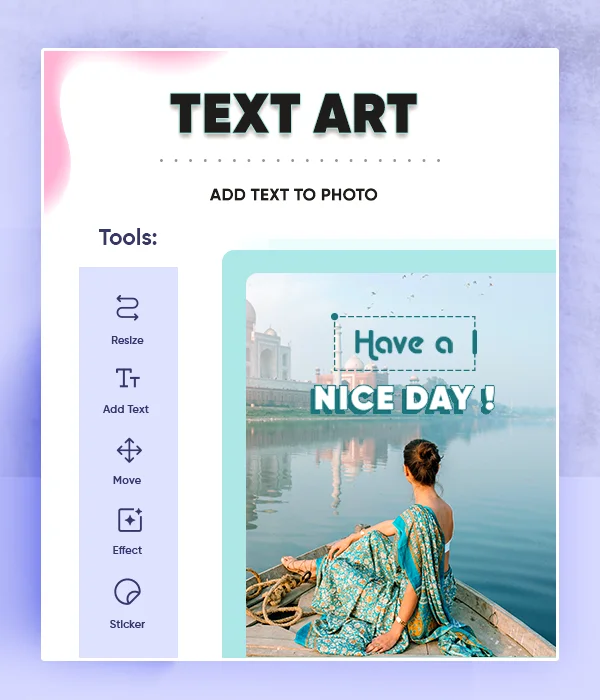 TEXT ART
ADD TEXT TO PHOTO
Tools:
Resize
Add Text
Move
Effect
Sticker
Have a
NICE DAY !